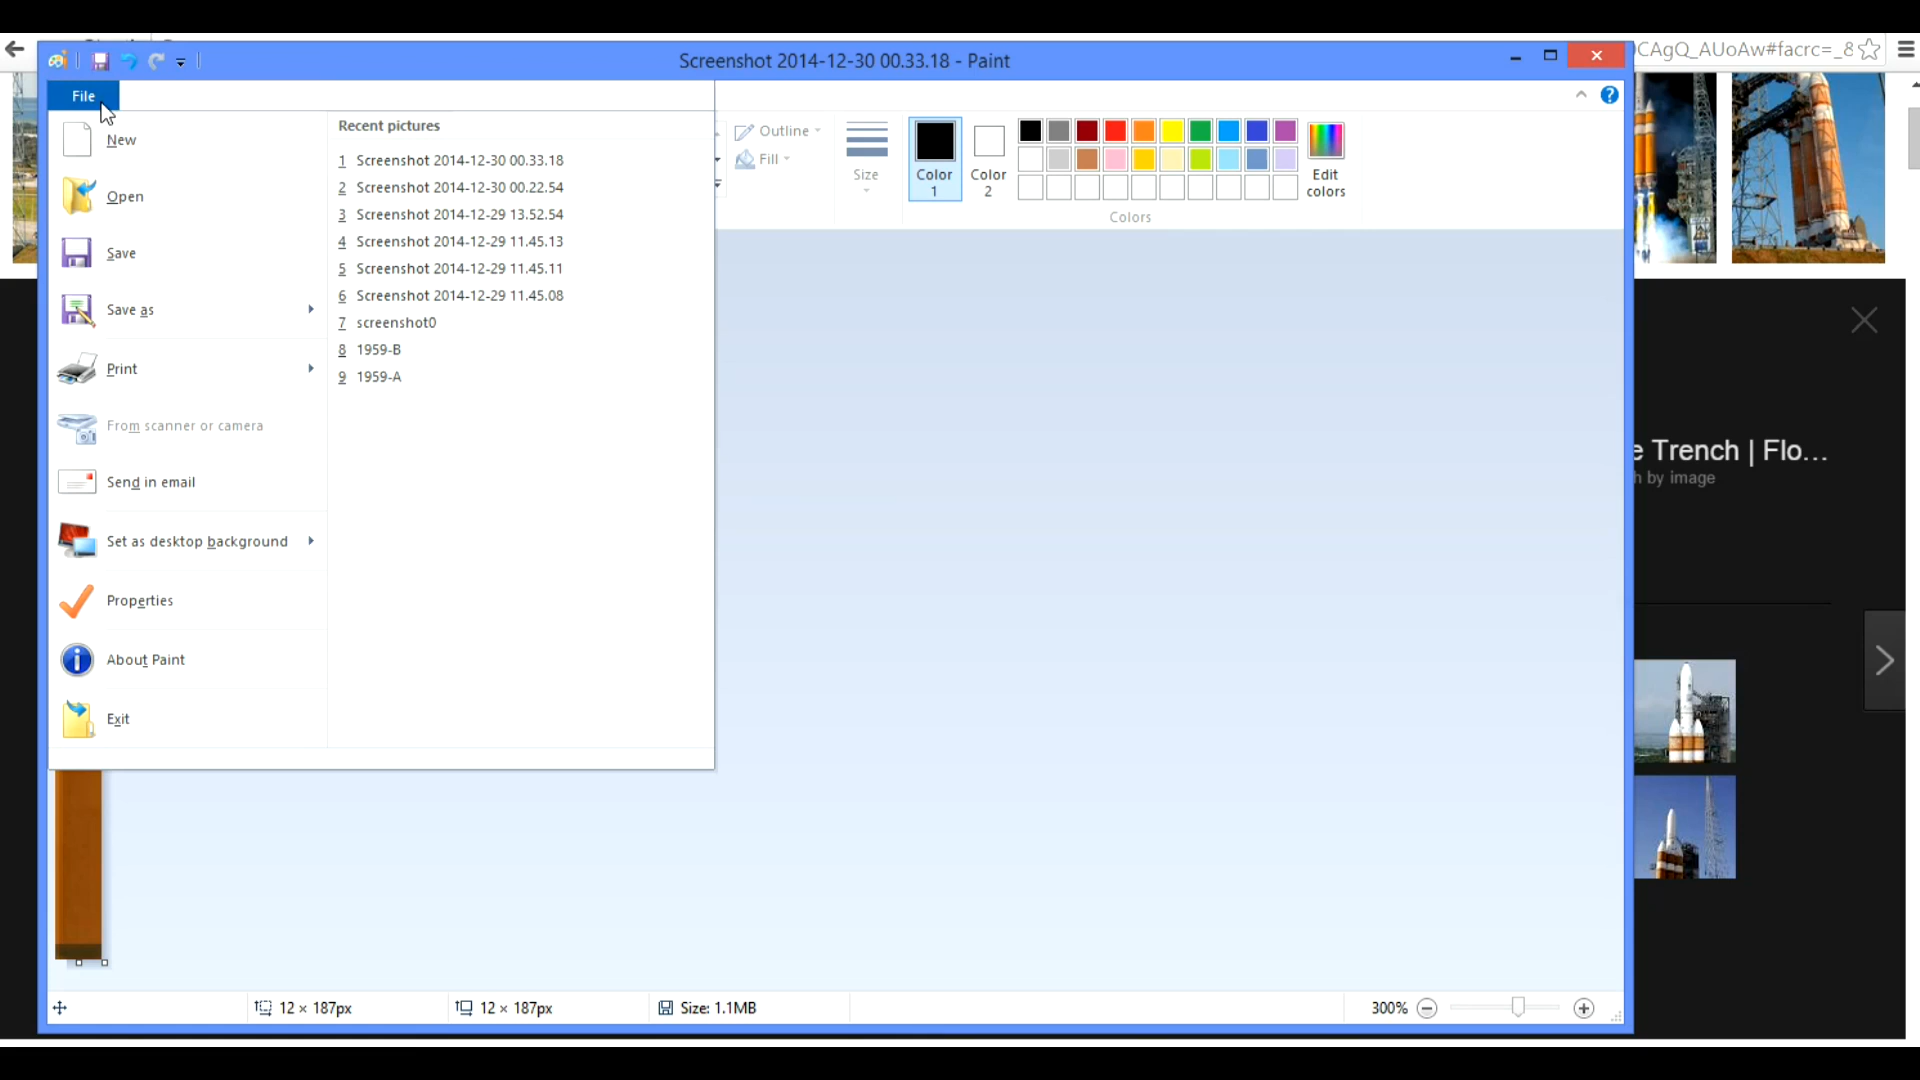 CAgQ_AUoAw#facrc=_8
Screenshot 2014-12-30 00.33.18 - Paint
File
New
Open
Save
Save as
Print
From scanner or camera
Send in email
Set as desktop background
Properties
About Paint
Exit
Recent pictures
1 Screenshot 2014-12-30 00.33.18
2 Screenshot 2014-12-30 00.22.54
3 Screenshot 2014-12-29 13.52.54
4 Screenshot 2014-12-29 11.45.13
5 Screenshot 2014-12-29 11.45.11
6 Screenshot 2014-12-29 11.45.08
7 screenshot0
8 1959-B
9 1959-A
Outline
Fill
Size
Color
1
Color
2
Edit
colors
Colors
e Trench | Flo...
h by image
12 × 187px
12 × 187px
Size: 1.1MB
300%